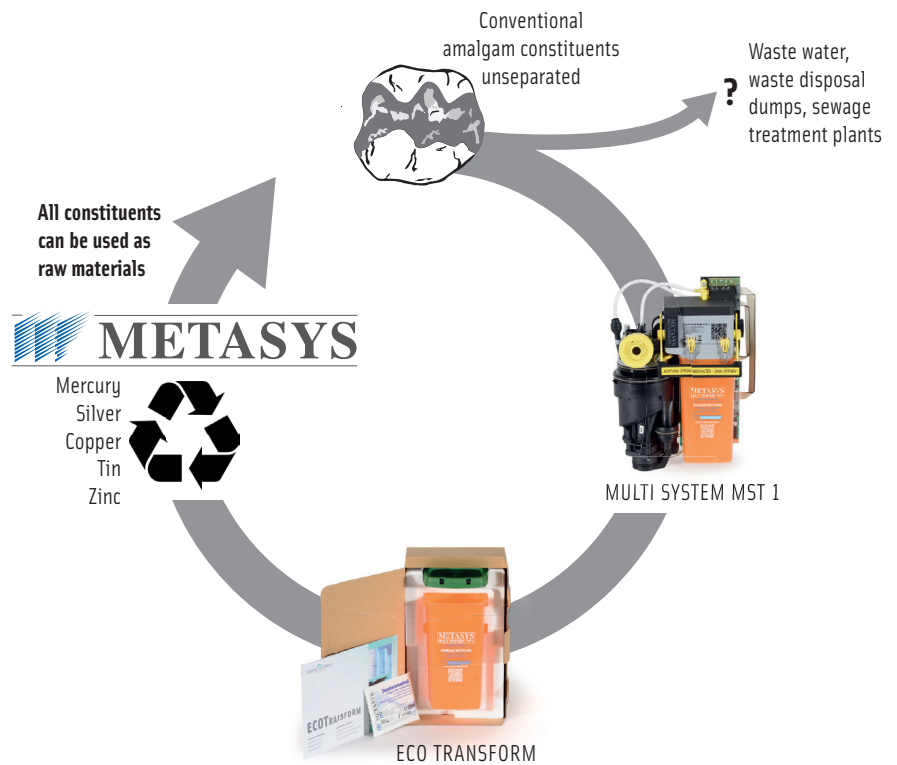 Conventional
amalgam constituents
unseparated
?
Waste water,
waste disposal
dumps, sewage
treatment plants
All constituents
can be used as
raw materials
METASYS
Mercury
Silver
Copper
Tin
Zinc
METASYS
MULTI SYSTEM MST 1
METASYS
ECO TRANSFORM